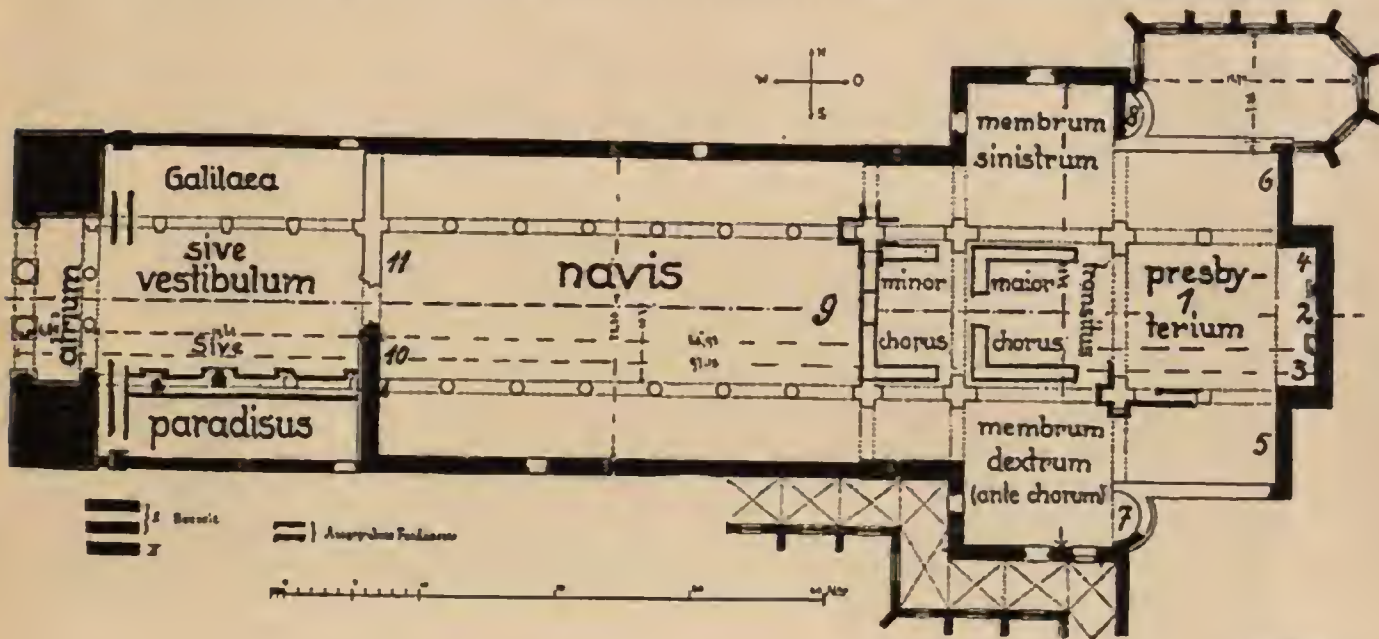 N
W O
S
Galilaea
sive
vestibulum
sive
atrium
paradisus
11
10
navis
9
minor
chorus
maior
chorus
transitus
membrum
sinistrum
membrum
dextrum
(ante chorum)
presby-
1
terium
8
6
4
2
3
5
7